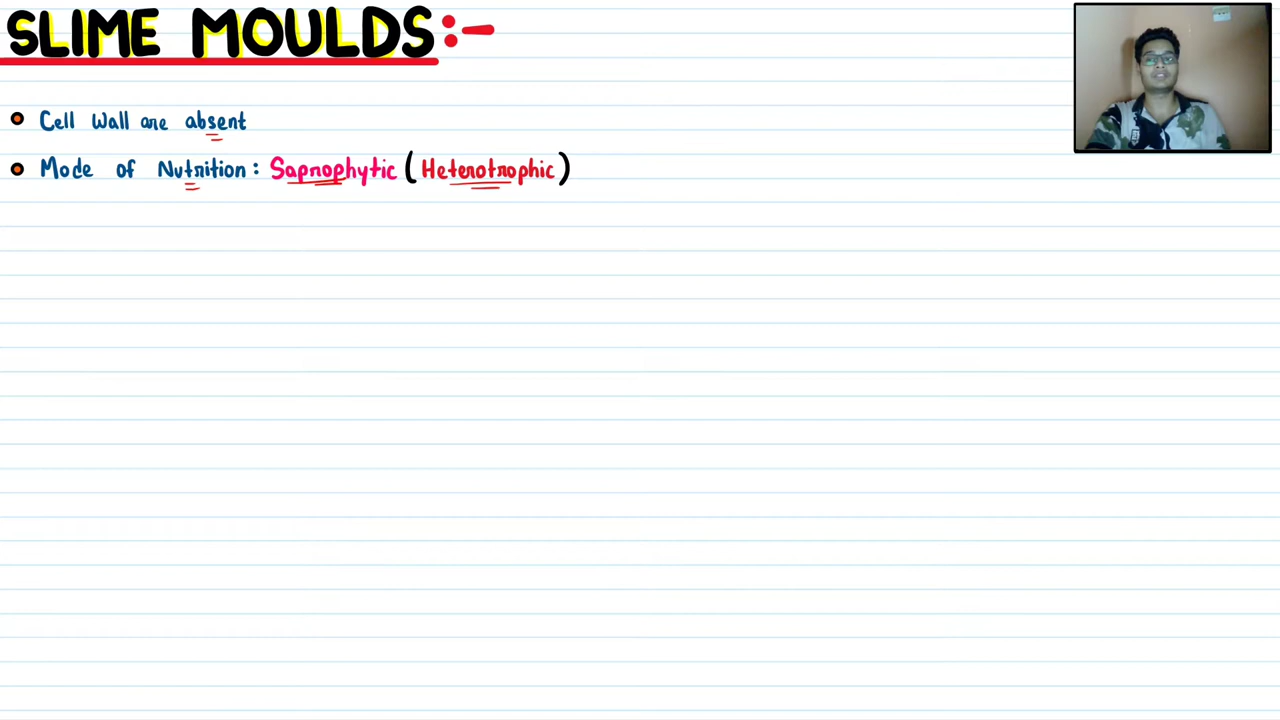 SLIME MOULDS:-
• Cell Wall are absent
• Mode of Nutrition: Saprophytic (Heterotrophic)